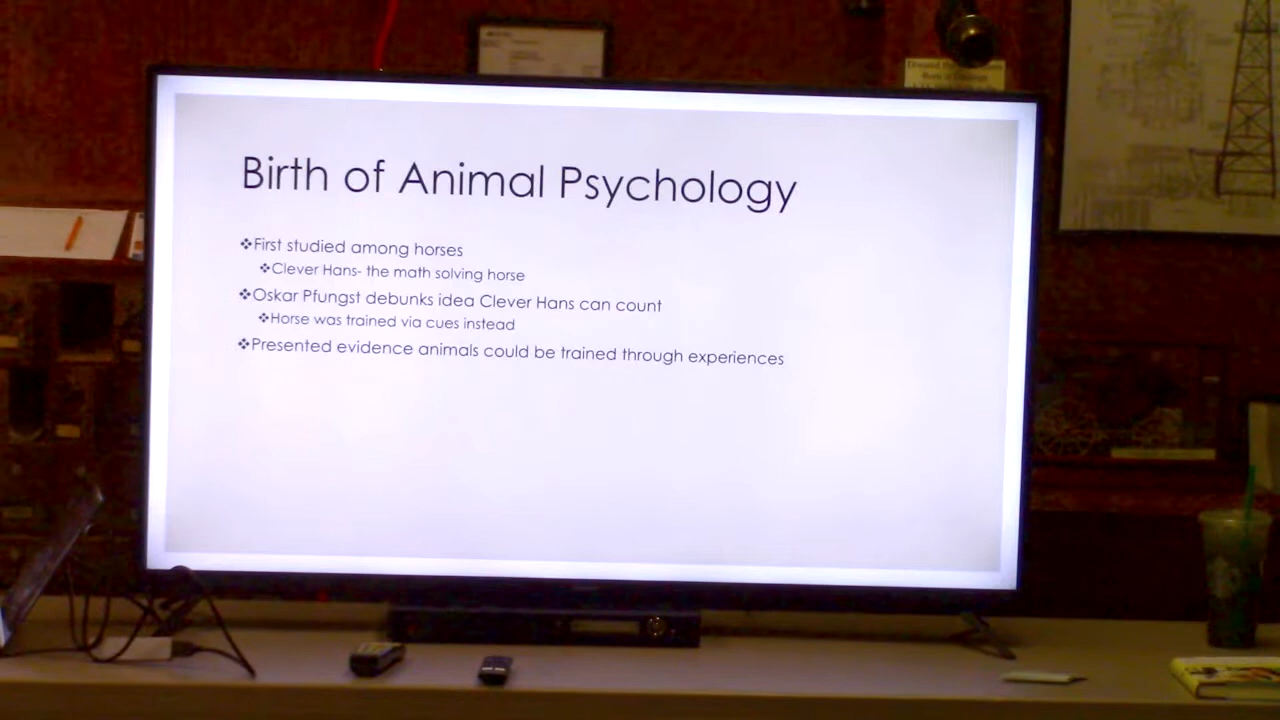 Birth of Animal Psychology
❖First studied among horses
❖Clever Hans- the math solving horse
❖Oskar Pfungst debunks idea Clever Hans can count
❖Horse was trained via cues instead
❖Presented evidence animals could be trained through experiences